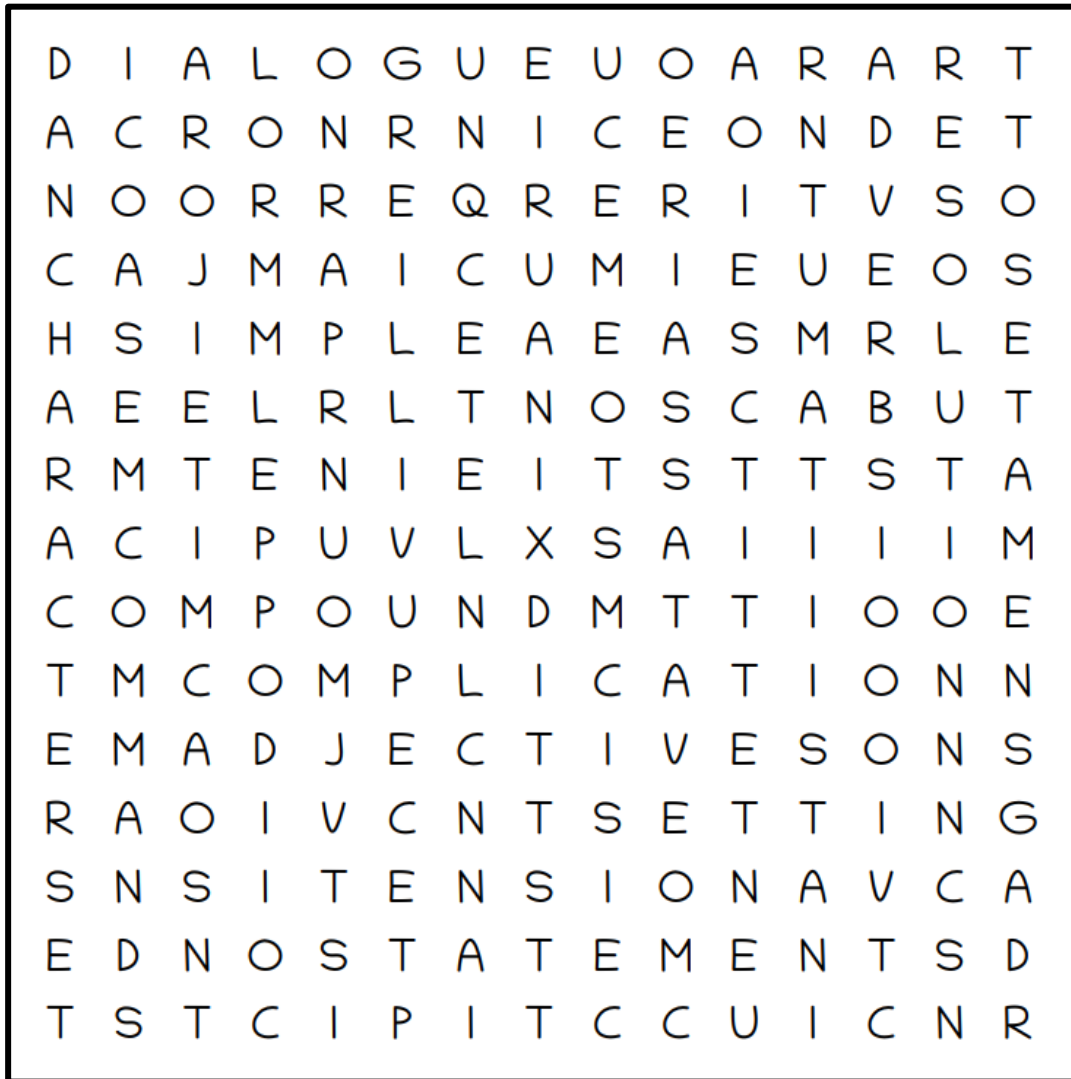 D I A L O G U E U O A R A R T
A C R O N R N I C E O N D E T
N O O R R E Q R E R I T V S O
C A J M A I C U M I E U E O S
H S I M P L E A E A S M R L E
A E E L R L T N O S C A B U T
R M T E N I E I T S T T S T A
A C I P U V L X S A I I I I M
C O M P O U N D M T T I O O E
T M C O M P L I C A T I O N N
E M A D J E C T I V E S O N S
R A O I V C N T S E T T I N G
S N S I T E N S I O N A V C A
E D N O S T A T E M E N T S D
T S T C I P I T C C U I C N R